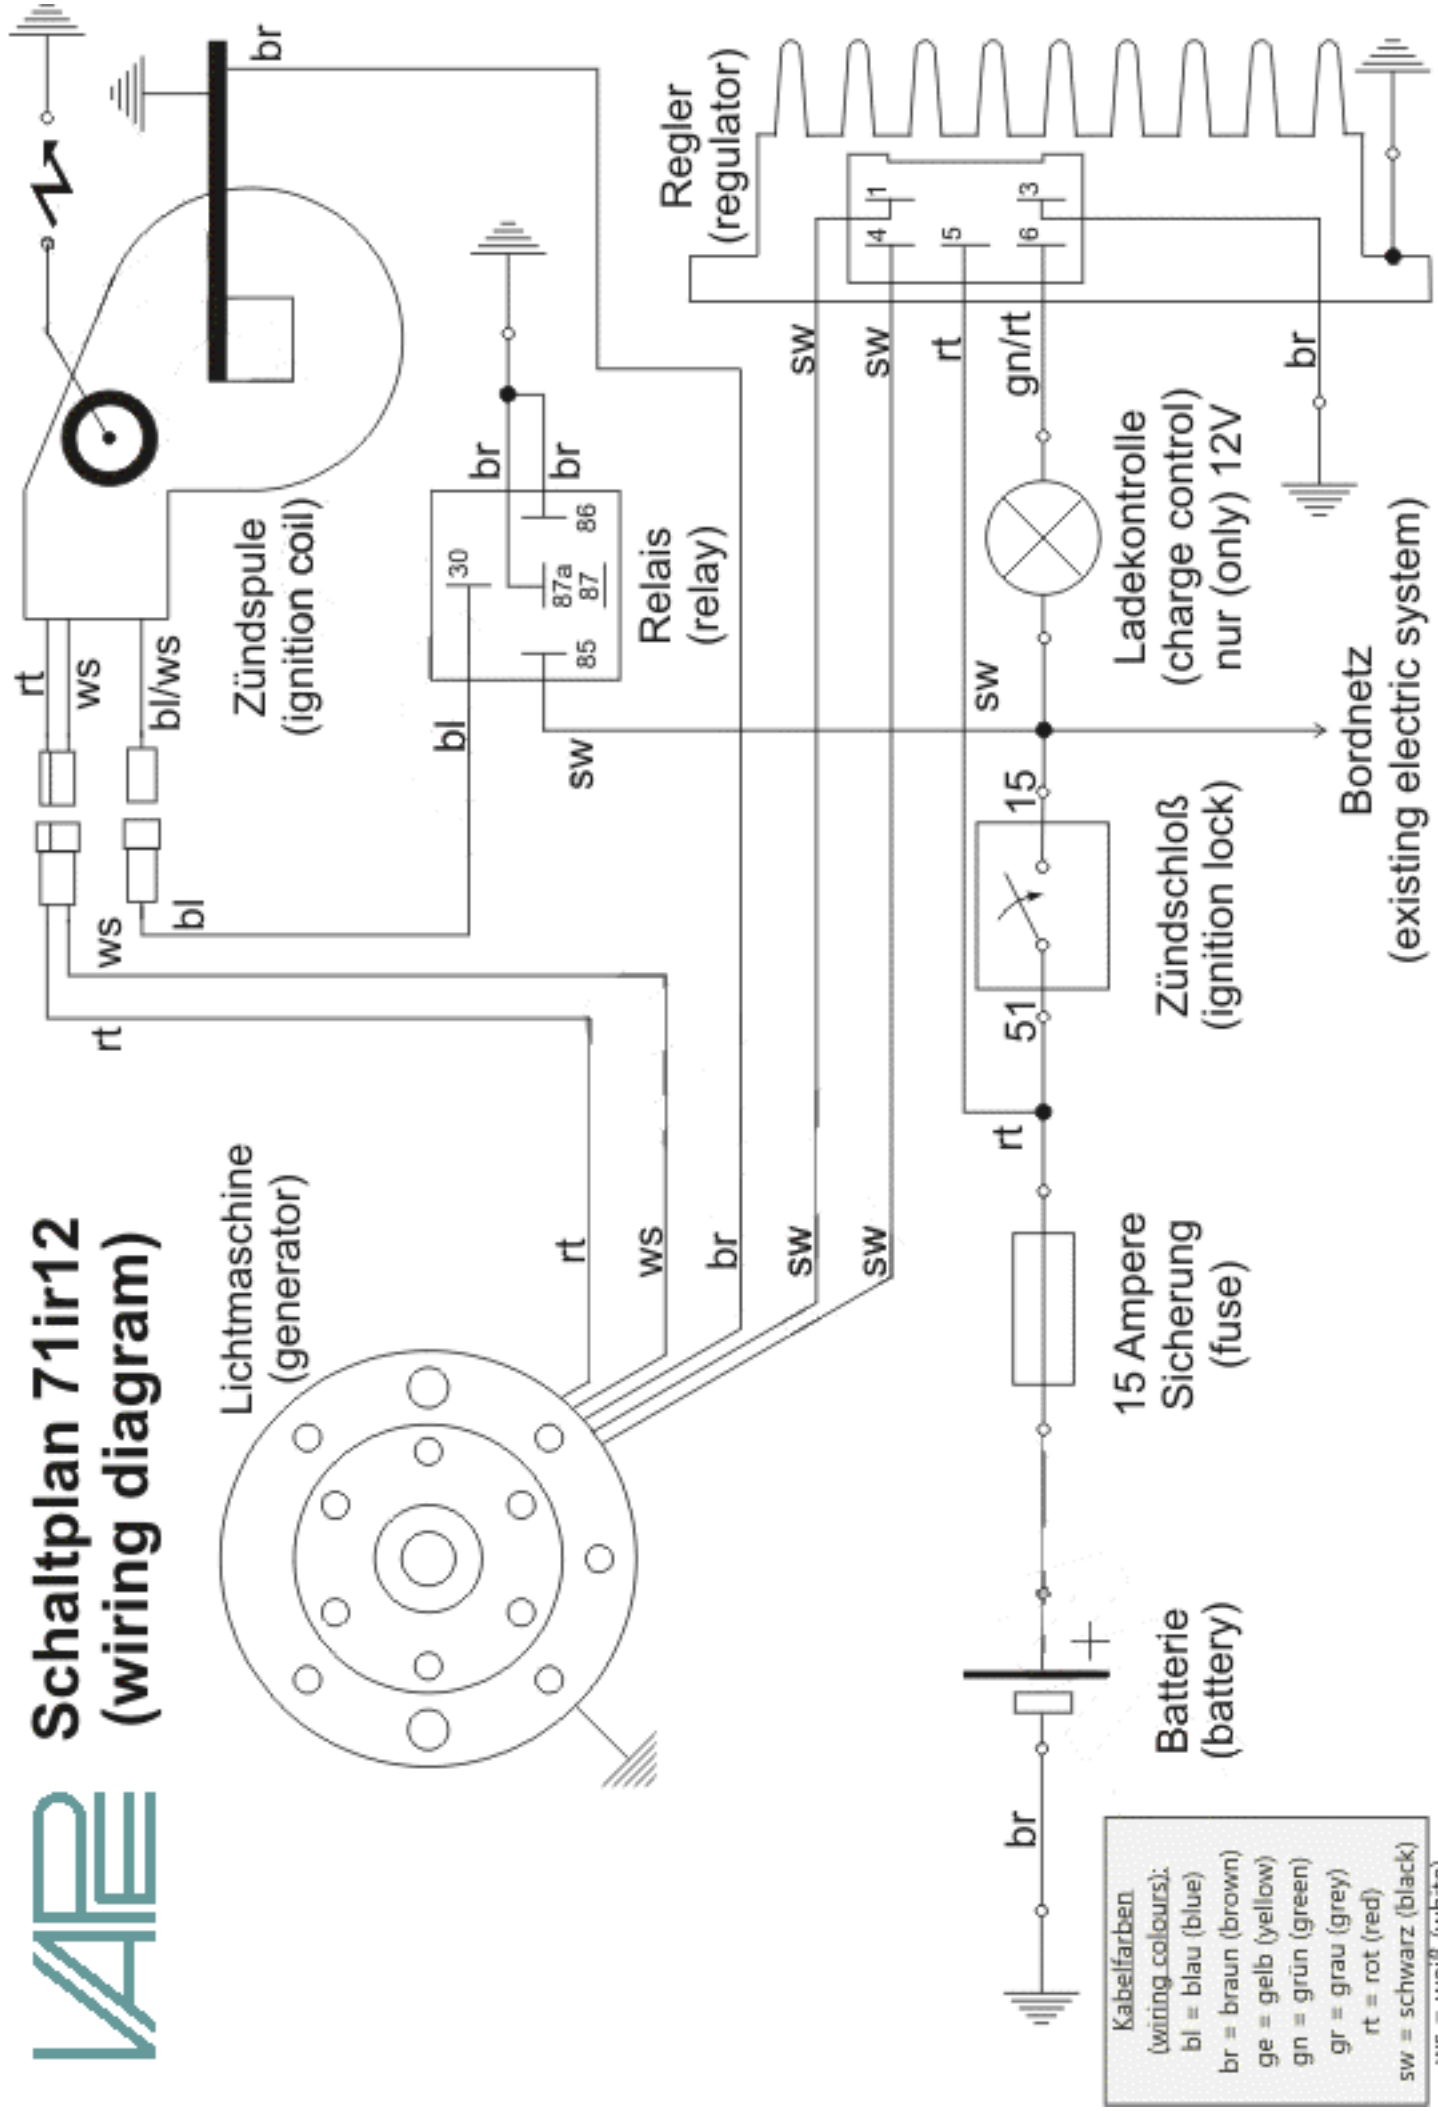 VAPE
Schaltplan 71ir12
(wiring diagram)
Lichtmaschine
(generator)
rt
ws
br
sw
sw
rt
ws
bl
rt
ws
bl/ws
Zündspule
(ignition coil)
br
bl
sw
30
85
87a
87
86
br
br
Relais
(relay)
Regler
(regulator)
1
4
5
3
6
sw
sw
rt
gn/rt
br
Ladekontrolle
(charge control)
nur (only) 12V
sw
15
51
Zündschloß
(ignition lock)
Bordnetz
(existing electric system)
rt
15 Ampere
Sicherung
(fuse)
+
Batterie
(battery)
br
Kabelfarben
(wiring colours):
bl = blau (blue)
br = braun (brown)
ge = gelb (yellow)
gn = grün (green)
gr = grau (grey)
rt = rot (red)
sw = schwarz (black)
ws = weiß (white)